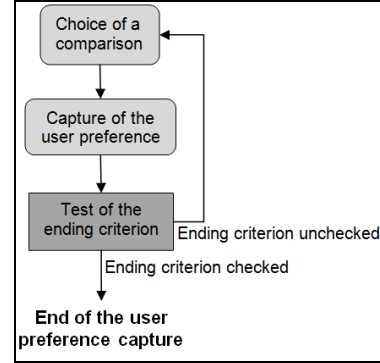 Choice of a
comparison
Capture of the
user preference
Test of the
ending criterion
Ending criterion unchecked
Ending criterion checked
End of the user
preference capture